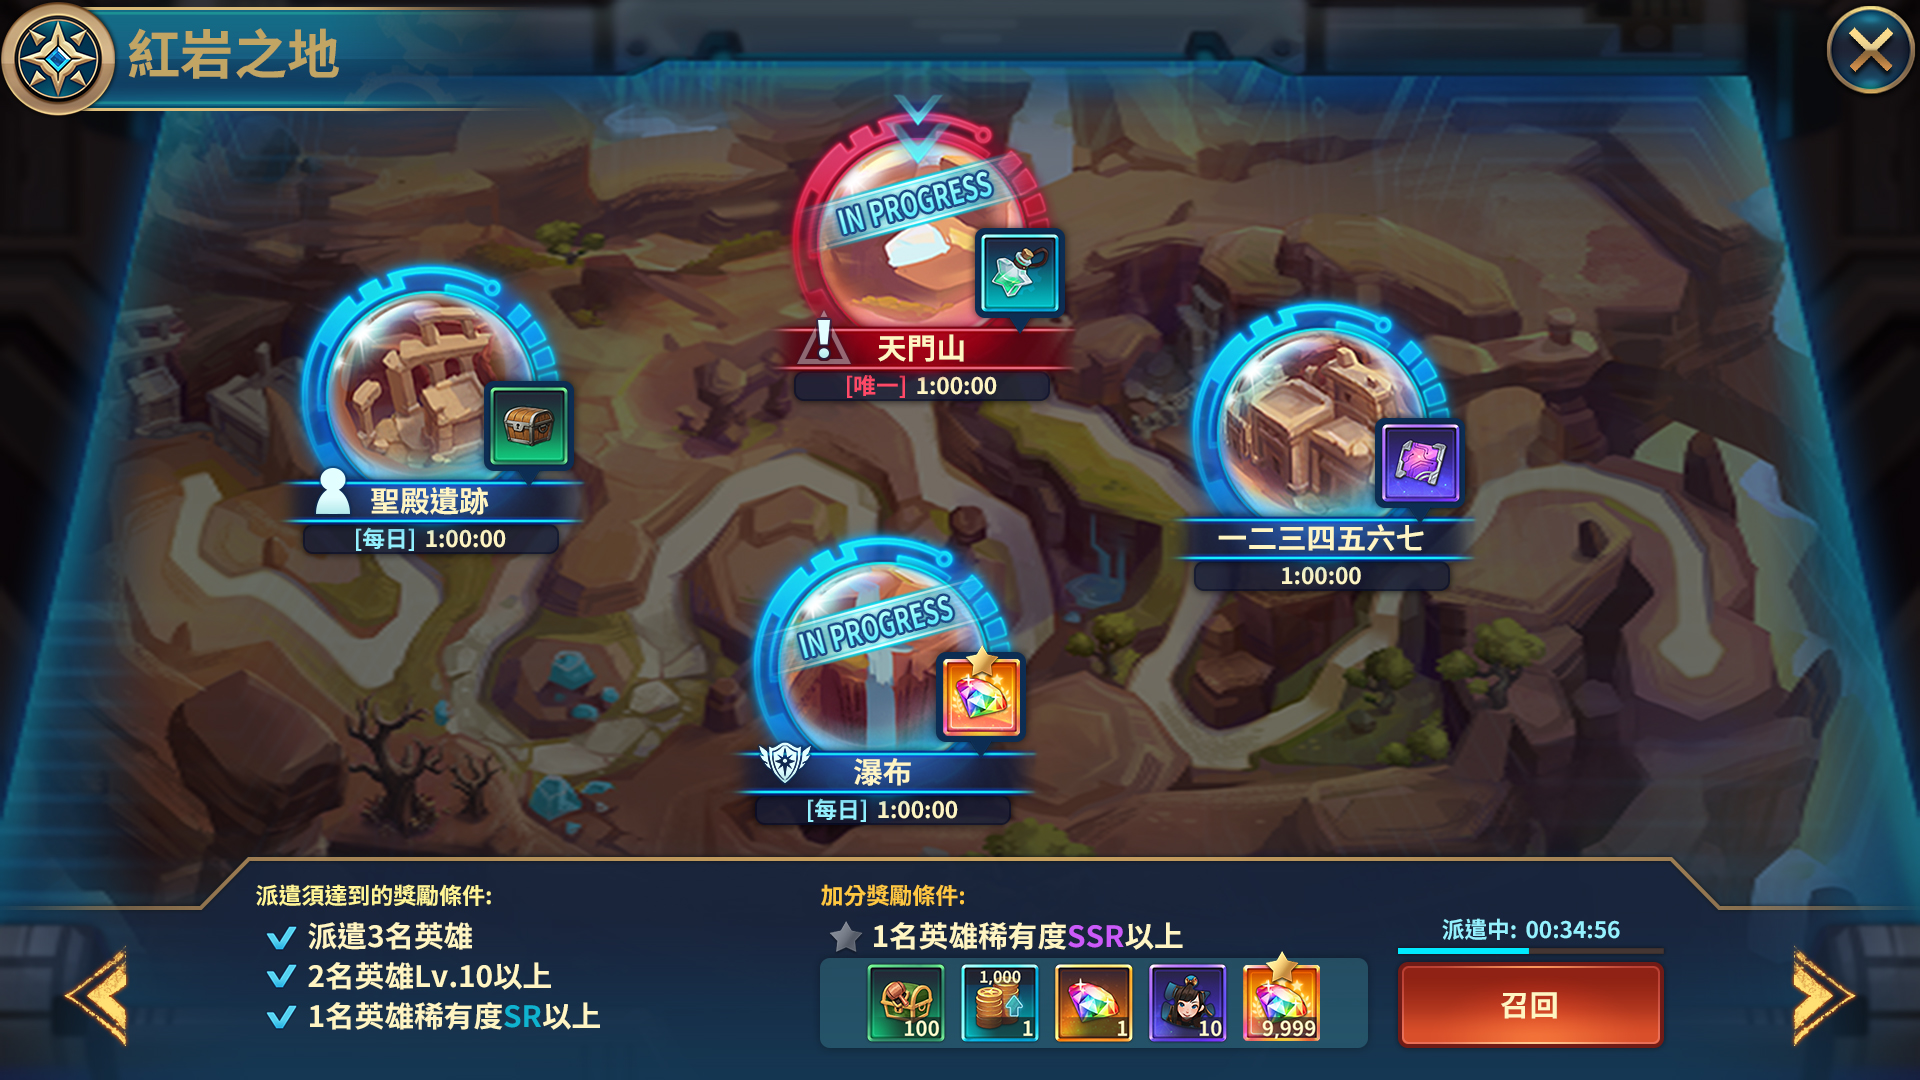 紅岩之地
IN PROGRESS
天門山
[唯一] 1:00:00
聖殿遺跡
[每日] 1:00:00
一二三四五六七
1:00:00
IN PROGRESS
瀑布
[每日] 1:00:00
派遣須達到的獎勵條件:
派遣3名英雄
2名英雄Lv.10以上
1名英雄稀有度SR以上
加分獎勵條件:
1名英雄稀有度SSR以上
100
1,000
1
1
10
9,999
派遣中: 00:34:56
召回